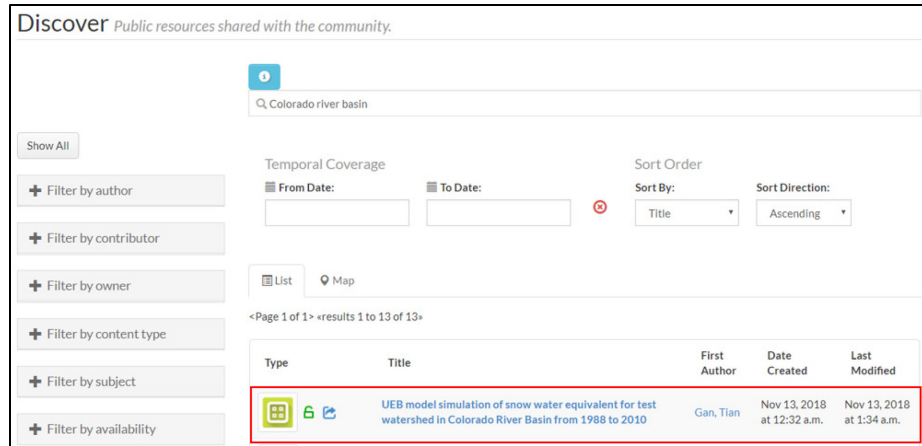 Discover Public resources shared with the community.
Colorado river basin
Show All
Temporal Coverage
Sort Order
From Date:
To Date:
Sort By:
Sort Direction:
Title
Ascending
Filter by author
Filter by contributor
Filter by owner
Filter by content type
Filter by subject
Filter by availability
List
Map
<Page 1 of 1> «results 1 to 13 of 13»
Type
Title
First
Author
Date
Created
Last
Modified
UEB model simulation of snow water equivalent for test
watershed in Colorado River Basin from 1988 to 2010
Gan, Tian
Nov 13, 2018
at 12:32 a.m.
Nov 13, 2018
at 1:34 a.m.